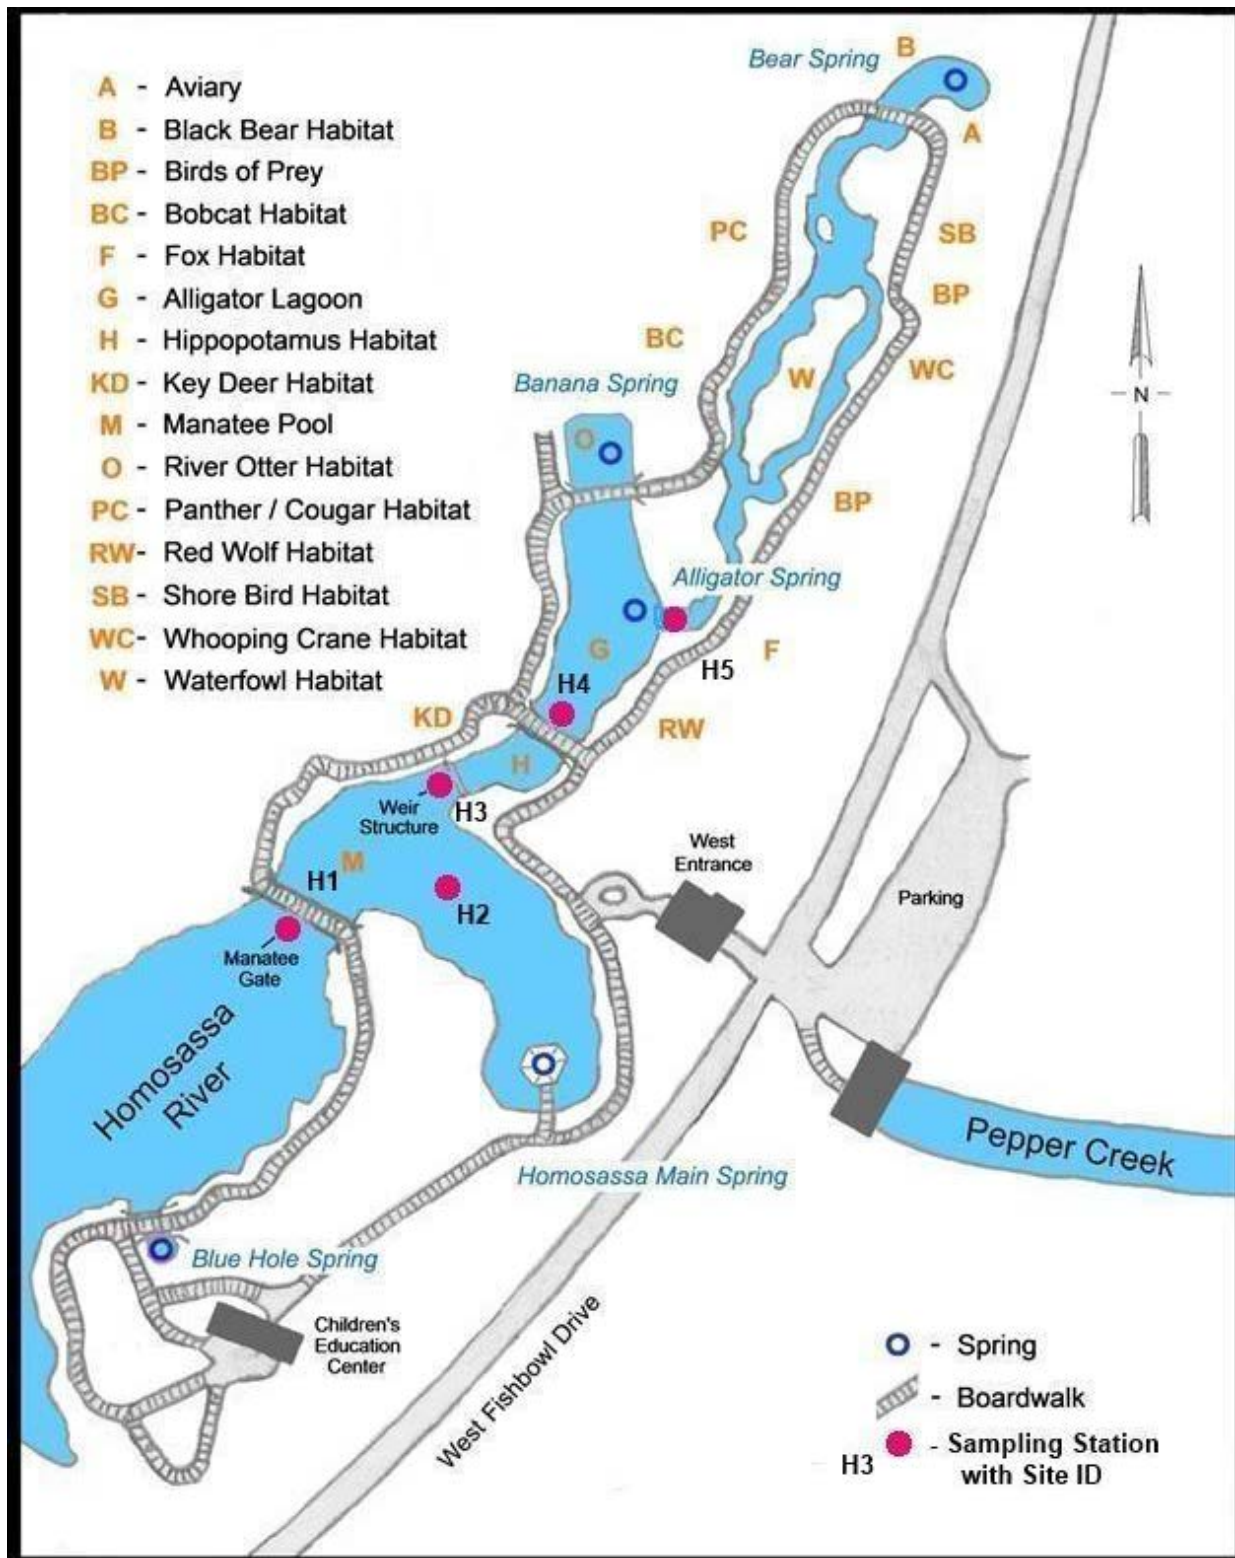 A - Aviary
B - Black Bear Habitat
BP - Birds of Prey
BC - Bobcat Habitat
F - Fox Habitat
G - Alligator Lagoon
H - Hippopotamus Habitat
KD - Key Deer Habitat
M - Manatee Pool
O - River Otter Habitat
PC - Panther / Cougar Habitat
RW- Red Wolf Habitat
SB - Shore Bird Habitat
WC- Whooping Crane Habitat
W - Waterfowl Habitat
B
Bear Spring
A
PC
SB
BP
BC
WC
W
Banana Spring
O
BP
N
Alligator Spring
G
F
H5
H4
KD
RW
H
Weir
Structure
H3
M
H1
H2
West
Entrance
Parking
Manatee
Gate
Homosassa
River
Pepper Creek
Homosassa Main Spring
Blue Hole Spring
Children's
Education
Center
West Fishbowl Drive
- Spring
- Boardwalk
H3 - Sampling Station
with Site ID